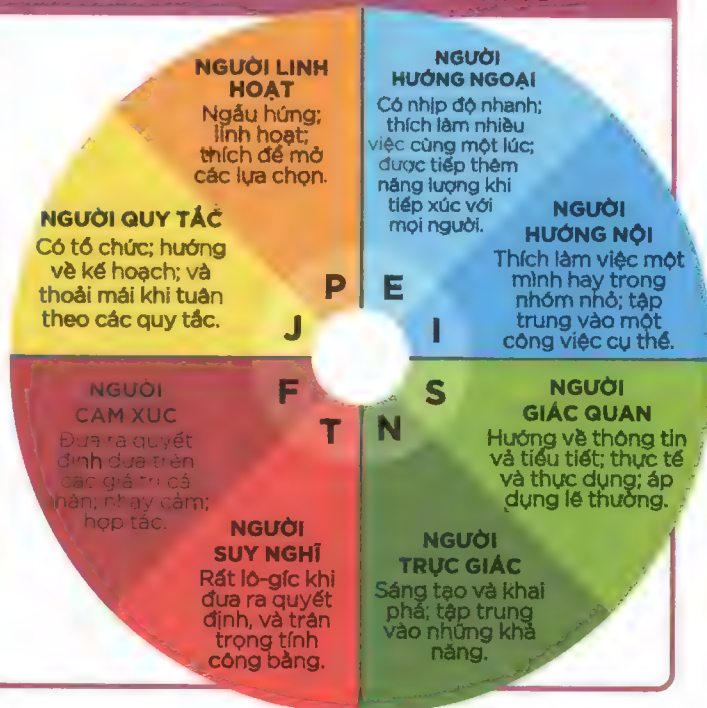 NGƯỜI LINH
HOẠT
Ngẫu hứng;
linh hoạt;
thích để mở
các lựa chọn.
NGƯỜI
HƯỚNG NGOẠI
Có nhịp độ nhanh;
thích làm nhiều
việc cùng một lúc;
được tiếp thêm
năng lượng khi
tiếp xúc với
mọi người.
NGƯỜI QUY TẮC
Có tổ chức; hướng
về kế hoạch; và
thoải mái khi tuân
theo các quy tắc.
NGƯỜI
HƯỚNG NỘI
Thích làm việc một
mình hay trong
nhóm nhỏ; tập
trung vào một
công việc cụ thể.
P E
J I
F S
T N
NGƯỜI
CẢM XÚC
Đưa ra quyết
định dựa trên
các giá trị cá
nhân; nhạy cảm;
hợp tác.
NGƯỜI
GIÁC QUAN
Hướng về thông tin
và tiểu tiết; thực tế
và thực dụng; áp
dụng lẽ thường.
NGƯỜI
SUY NGHĨ
Rất lô-gíc khi
đưa ra quyết
định, và trân
trọng tính
công bằng.
NGƯỜI
TRỰC GIÁC
Sáng tạo và khai
phá; tập trung
vào những khả
năng.